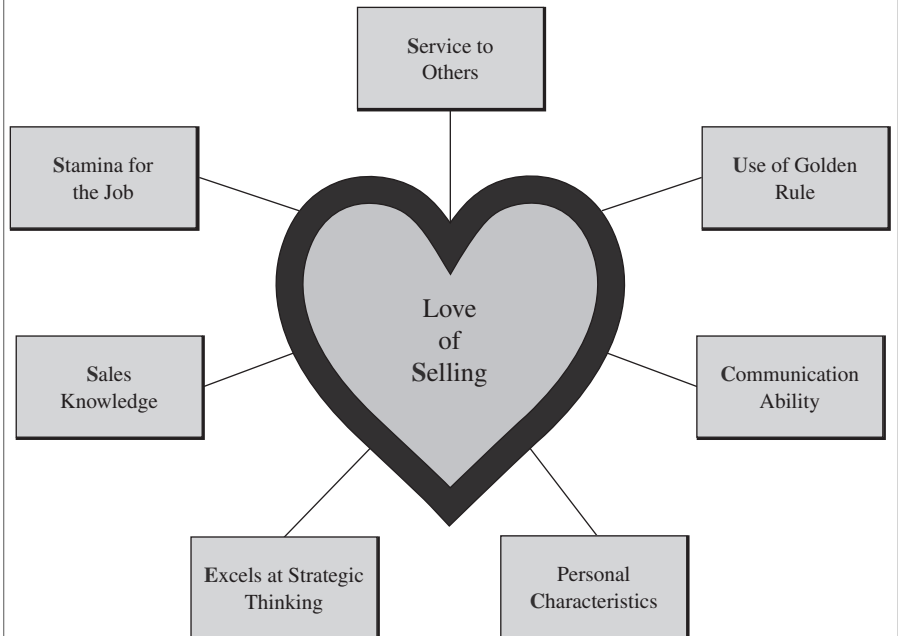 Service to
Others
Stamina for
the Job
Use of Golden
Rule
Love
of
Selling
Sales
Knowledge
Communication
Ability
Excels at Strategic
Thinking
Personal
Characteristics